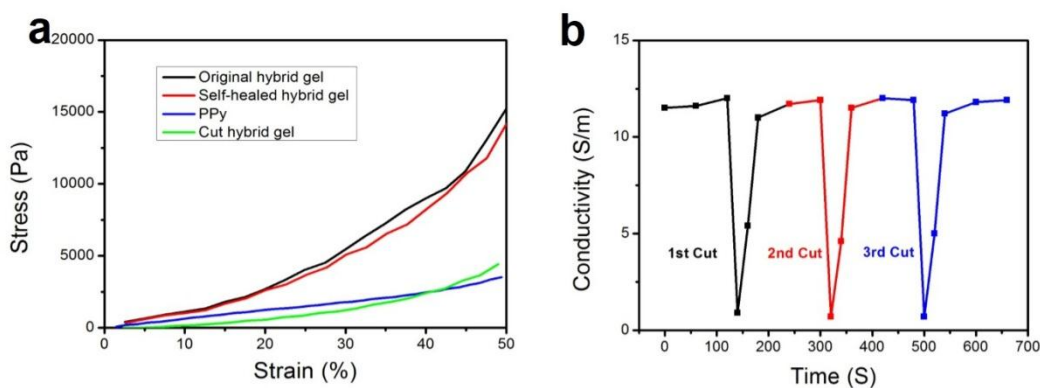 a
20000
15000
10000
5000
0
Stress (Pa)
Original hybrid gel
Self-healed hybrid gel
PPy
Cut hybrid gel
0 10 20 30 40 50
Strain (%)
b
15
10
5
0
Conductivity (S/m)
1st Cut 2nd Cut 3rd Cut
0 100 200 300 400 500 600 700
Time (S)